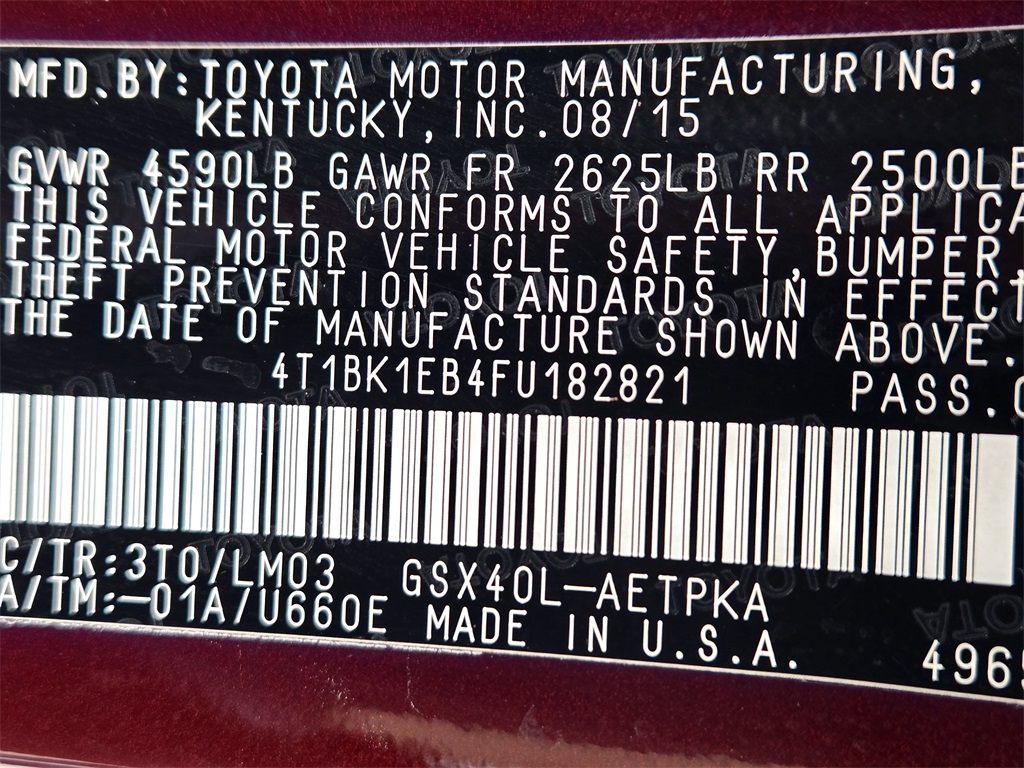 MFD.BY:TOYOTA MOTOR MANUFACTURING,
KENTUCKY,INC.08/15
GVWR 4590LB GAWR FR 2625LB RR 2500LB
THIS VEHICLE CONFORMS TO ALL APPLICA
FEDERAL MOTOR VEHICLE SAFETY,BUMPER,
THEFT PREVENTION STANDARDS IN EFFECT
THE DATE OF MANUFACTURE SHOWN ABOVE.
4T1BK1EB4FU182821 PASS.C
C/TR:3T0/LM03 GSX40L-AETPKA
A/TM:-01A/U660E MADE IN U.S.A.
4965